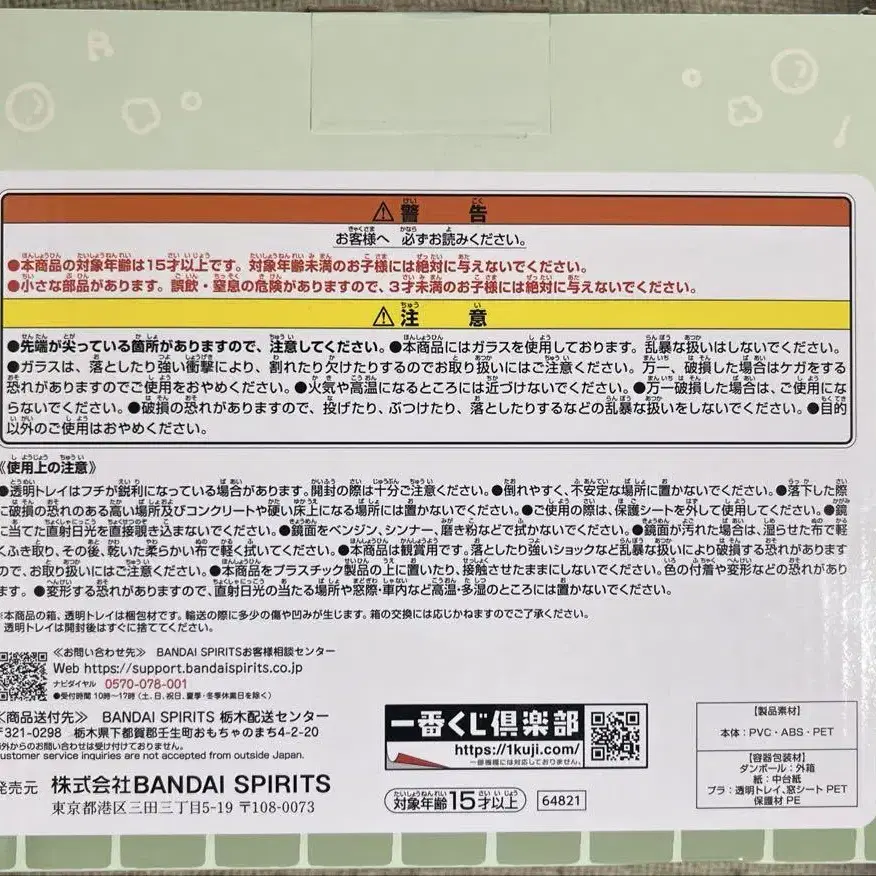 ⚠警告
お客様へ 必ずお読みください。
●本商品の対象年齢は15才以上です。対象年齢未満のお子様には絶対に与えないでください。
●小さな部品があります。誤飲・窒息の危険がありますので、3才未満のお子様には絶対に与えないでください。
⚠注意
●先端が尖っている箇所がありますので、注意してください。●本商品にはガラスを使用しております。乱暴な扱いはしないでください。
●ガラスは、落としたり強い衝撃により、割れたり欠けたりするのでお取り扱いにはご注意ください。万一、破損した場合はケガをする
恐れがありますのでご使用をおやめください。●火気や高温になるところには近づけないでください。●万一破損した場合は、ご使用にな
らないでください。●破損の恐れがありますので、投げたり、ぶつけたり、落としたりするなどの乱暴な扱いをしないでください。●目的
以外のご使用はおやめください。
《使用上の注意》
●透明トレイはフチが鋭利になっている場合があります。開封の際は十分ご注意ください。●倒れやすく、不安定な場所に置かないでください。●落下した際
に破損の恐れのある高い場所及びコンクリートや硬い床上になる場所には置かないでください。●ご使用の際は、保護シートを外して使用してください。●鏡
に当てた直射日光を直接覗き込まないでください。●鏡面をベンジン、シンナー、磨き粉などで拭かないでください。●鏡面が汚れた場合は、湿らせた布で軽
くふき取り、その後、乾いた柔らかい布で軽く拭いてください。●本商品は観賞用です。落としたり強いショックなど乱暴な扱いにより破損する恐れがあります
ので、お取り扱いにはご注意ください。●本商品をプラスチック製品の上に置いたり、接触させたままにしないでください。色の付着や変形などの恐れがあり
ます。●変形する恐れがありますので、直射日光の当たる場所や窓際・車内など高温・多湿のところには置かないでください。
※本商品の箱、透明トレイは梱包材です。輸送の際に多少の傷や凹みが生じます。箱の交換には応じかねますのでご了承ください。
透明トレイは開封後はすぐに捨ててください。
≪お問い合わせ先≫ BANDAI SPIRITSお客様相談センター
Web https://support.bandaispirits.co.jp
ナビダイヤル 0570-078-001
●受付時間 10時～17時(土、日、祝日、夏季・冬季休業日を除く)
≪商品送付先≫ BANDAI SPIRITS 栃木配送センター
〒321-0298 栃木県下都賀郡壬生町おもちゃのまち4-2-20
海外からのお問い合わせは受け付けておりません。
Customer service inquiries are not accepted from outside Japan.
発売元 株式会社BANDAI SPIRITS
東京都港区三田三丁目5-19 〒108-0073
一番くじ倶楽部
https://1kuji.com/
一部機種には対応しておりません。
対象年齢15才以上
64821
【製品素材】
本体:PVC・ABS・PET
【容器包装材】
ダンボール:外箱
紙:中台紙
プラ:透明トレイ、窓シート PET
保護材 PE